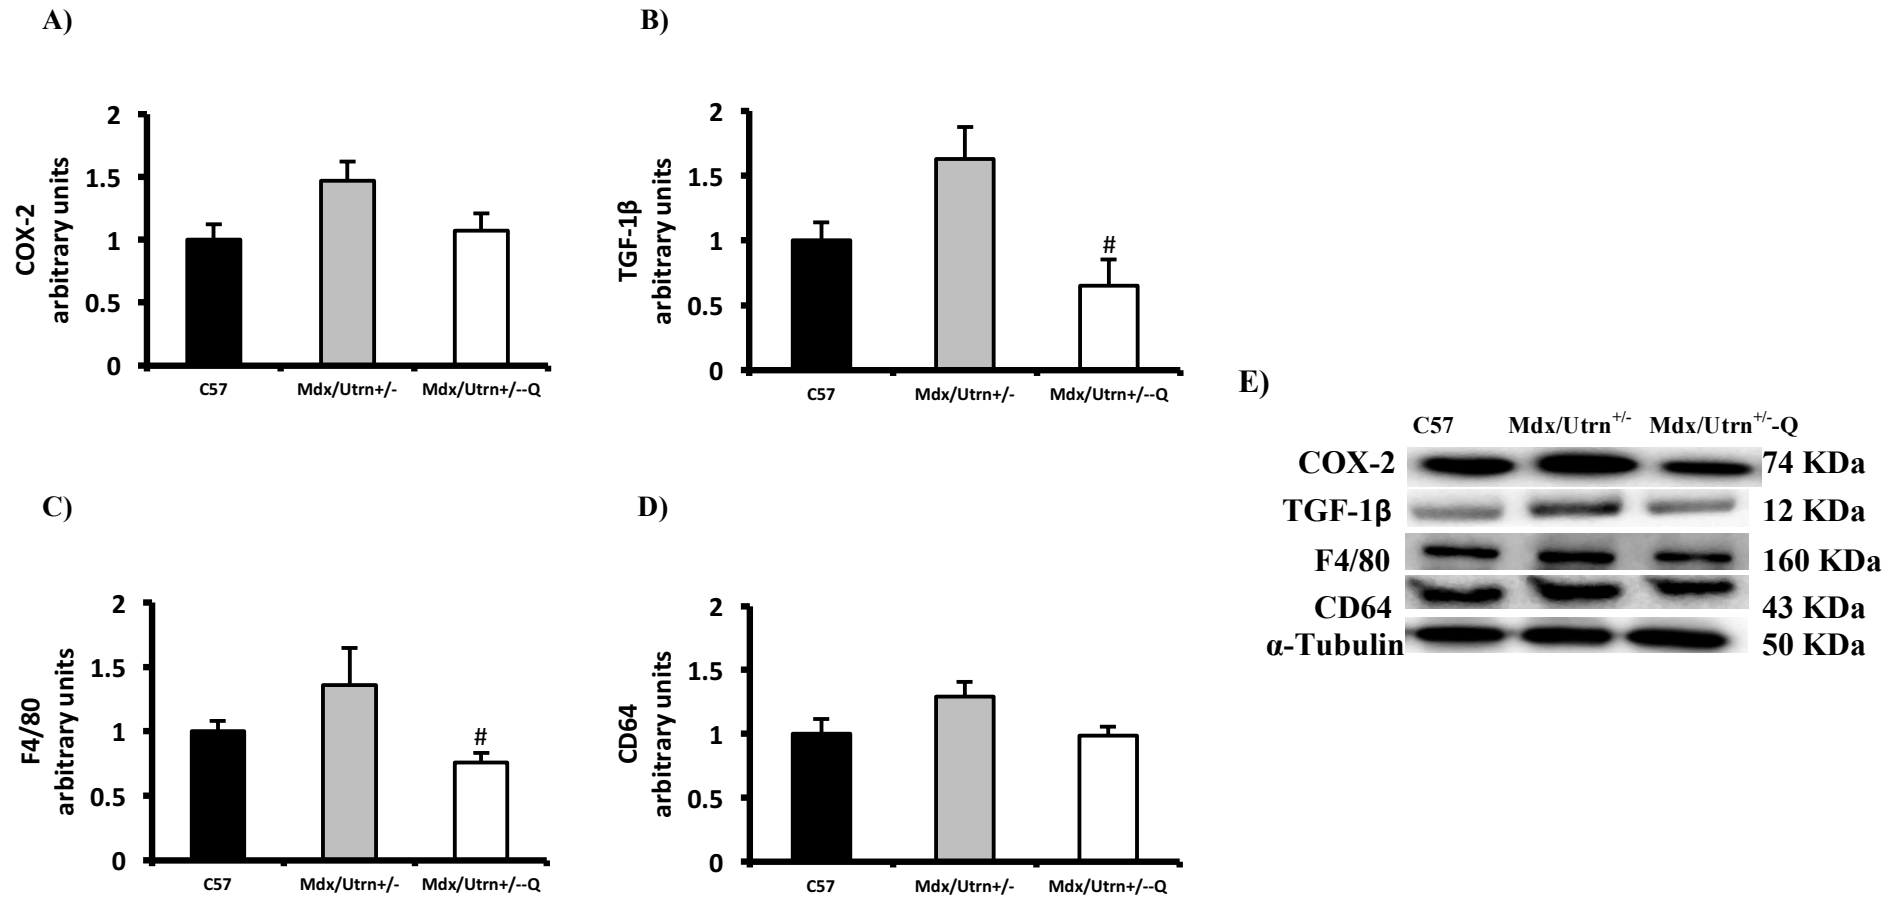 A)
2
1.5
1
0.5
0
COX-2
arbitrary units
C57
Mdx/Utrn+/-
Mdx/Utrn+/--Q
B)
2
1.5
1
0.5
0
TGF-1β
arbitrary units
#
C57
Mdx/Utrn+/-
Mdx/Utrn+/--Q
C)
2
1.5
1
0.5
0
F4/80
arbitrary units
#
C57
Mdx/Utrn+/-
Mdx/Utrn+/--Q
D)
2
1.5
1
0.5
0
CD64
arbitrary units
C57
Mdx/Utrn+/-
Mdx/Utrn+/--Q
E)
C57 Mdx/Utrn+/- Mdx/Utrn+/--Q
COX-2 74 KDa
TGF-1β 12 KDa
F4/80 160 KDa
CD64 43 KDa
α-Tubulin 50 KDa